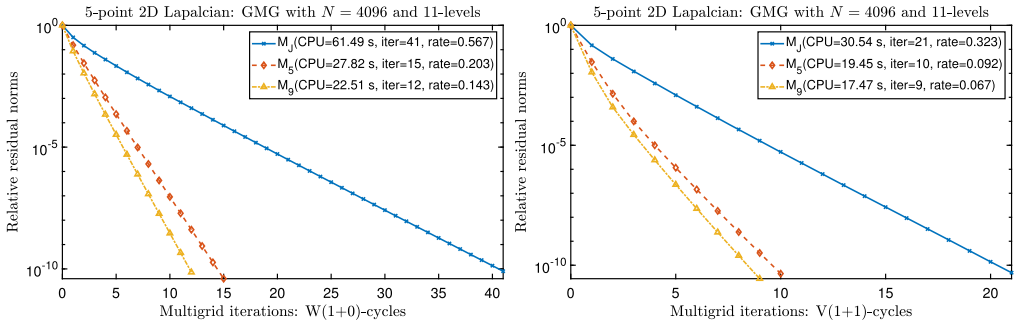 5-point 2D Lapalcian: GMG with N = 4096 and 11-levels
M_J(CPU=61.49 s, iter=41, rate=0.567)
M_5(CPU=27.82 s, iter=15, rate=0.203)
M_9(CPU=22.51 s, iter=12, rate=0.143)
Relative residual norms
10^0
10^-5
10^-10
0 5 10 15 20 25 30 35 40
Multigrid iterations: W(1+0)-cycles
5-point 2D Lapalcian: GMG with N = 4096 and 11-levels
M_J(CPU=30.54 s, iter=21, rate=0.323)
M_5(CPU=19.45 s, iter=10, rate=0.092)
M_9(CPU=17.47 s, iter=9, rate=0.067)
Relative residual norms
10^0
10^-5
10^-10
0 5 10 15 20
Multigrid iterations: V(1+1)-cycles